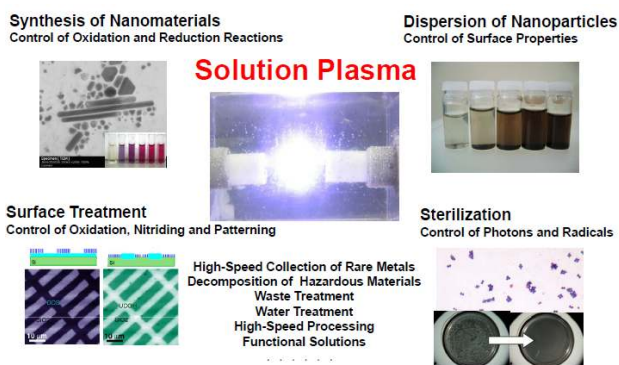 Synthesis of Nanomaterials
Control of Oxidation and Reduction Reactions
Dispersion of Nanoparticles
Control of Surface Properties
Solution Plasma
Surface Treatment
Control of Oxidation, Nitriding and Patterning
Sterilization
Control of Photons and Radicals
High-Speed Collection of Rare Metals
Decomposition of Hazardous Materials
Waste Treatment
Water Treatment
High-Speed Processing
Functional Solutions
. . . . . .
Si
Si
10 μm